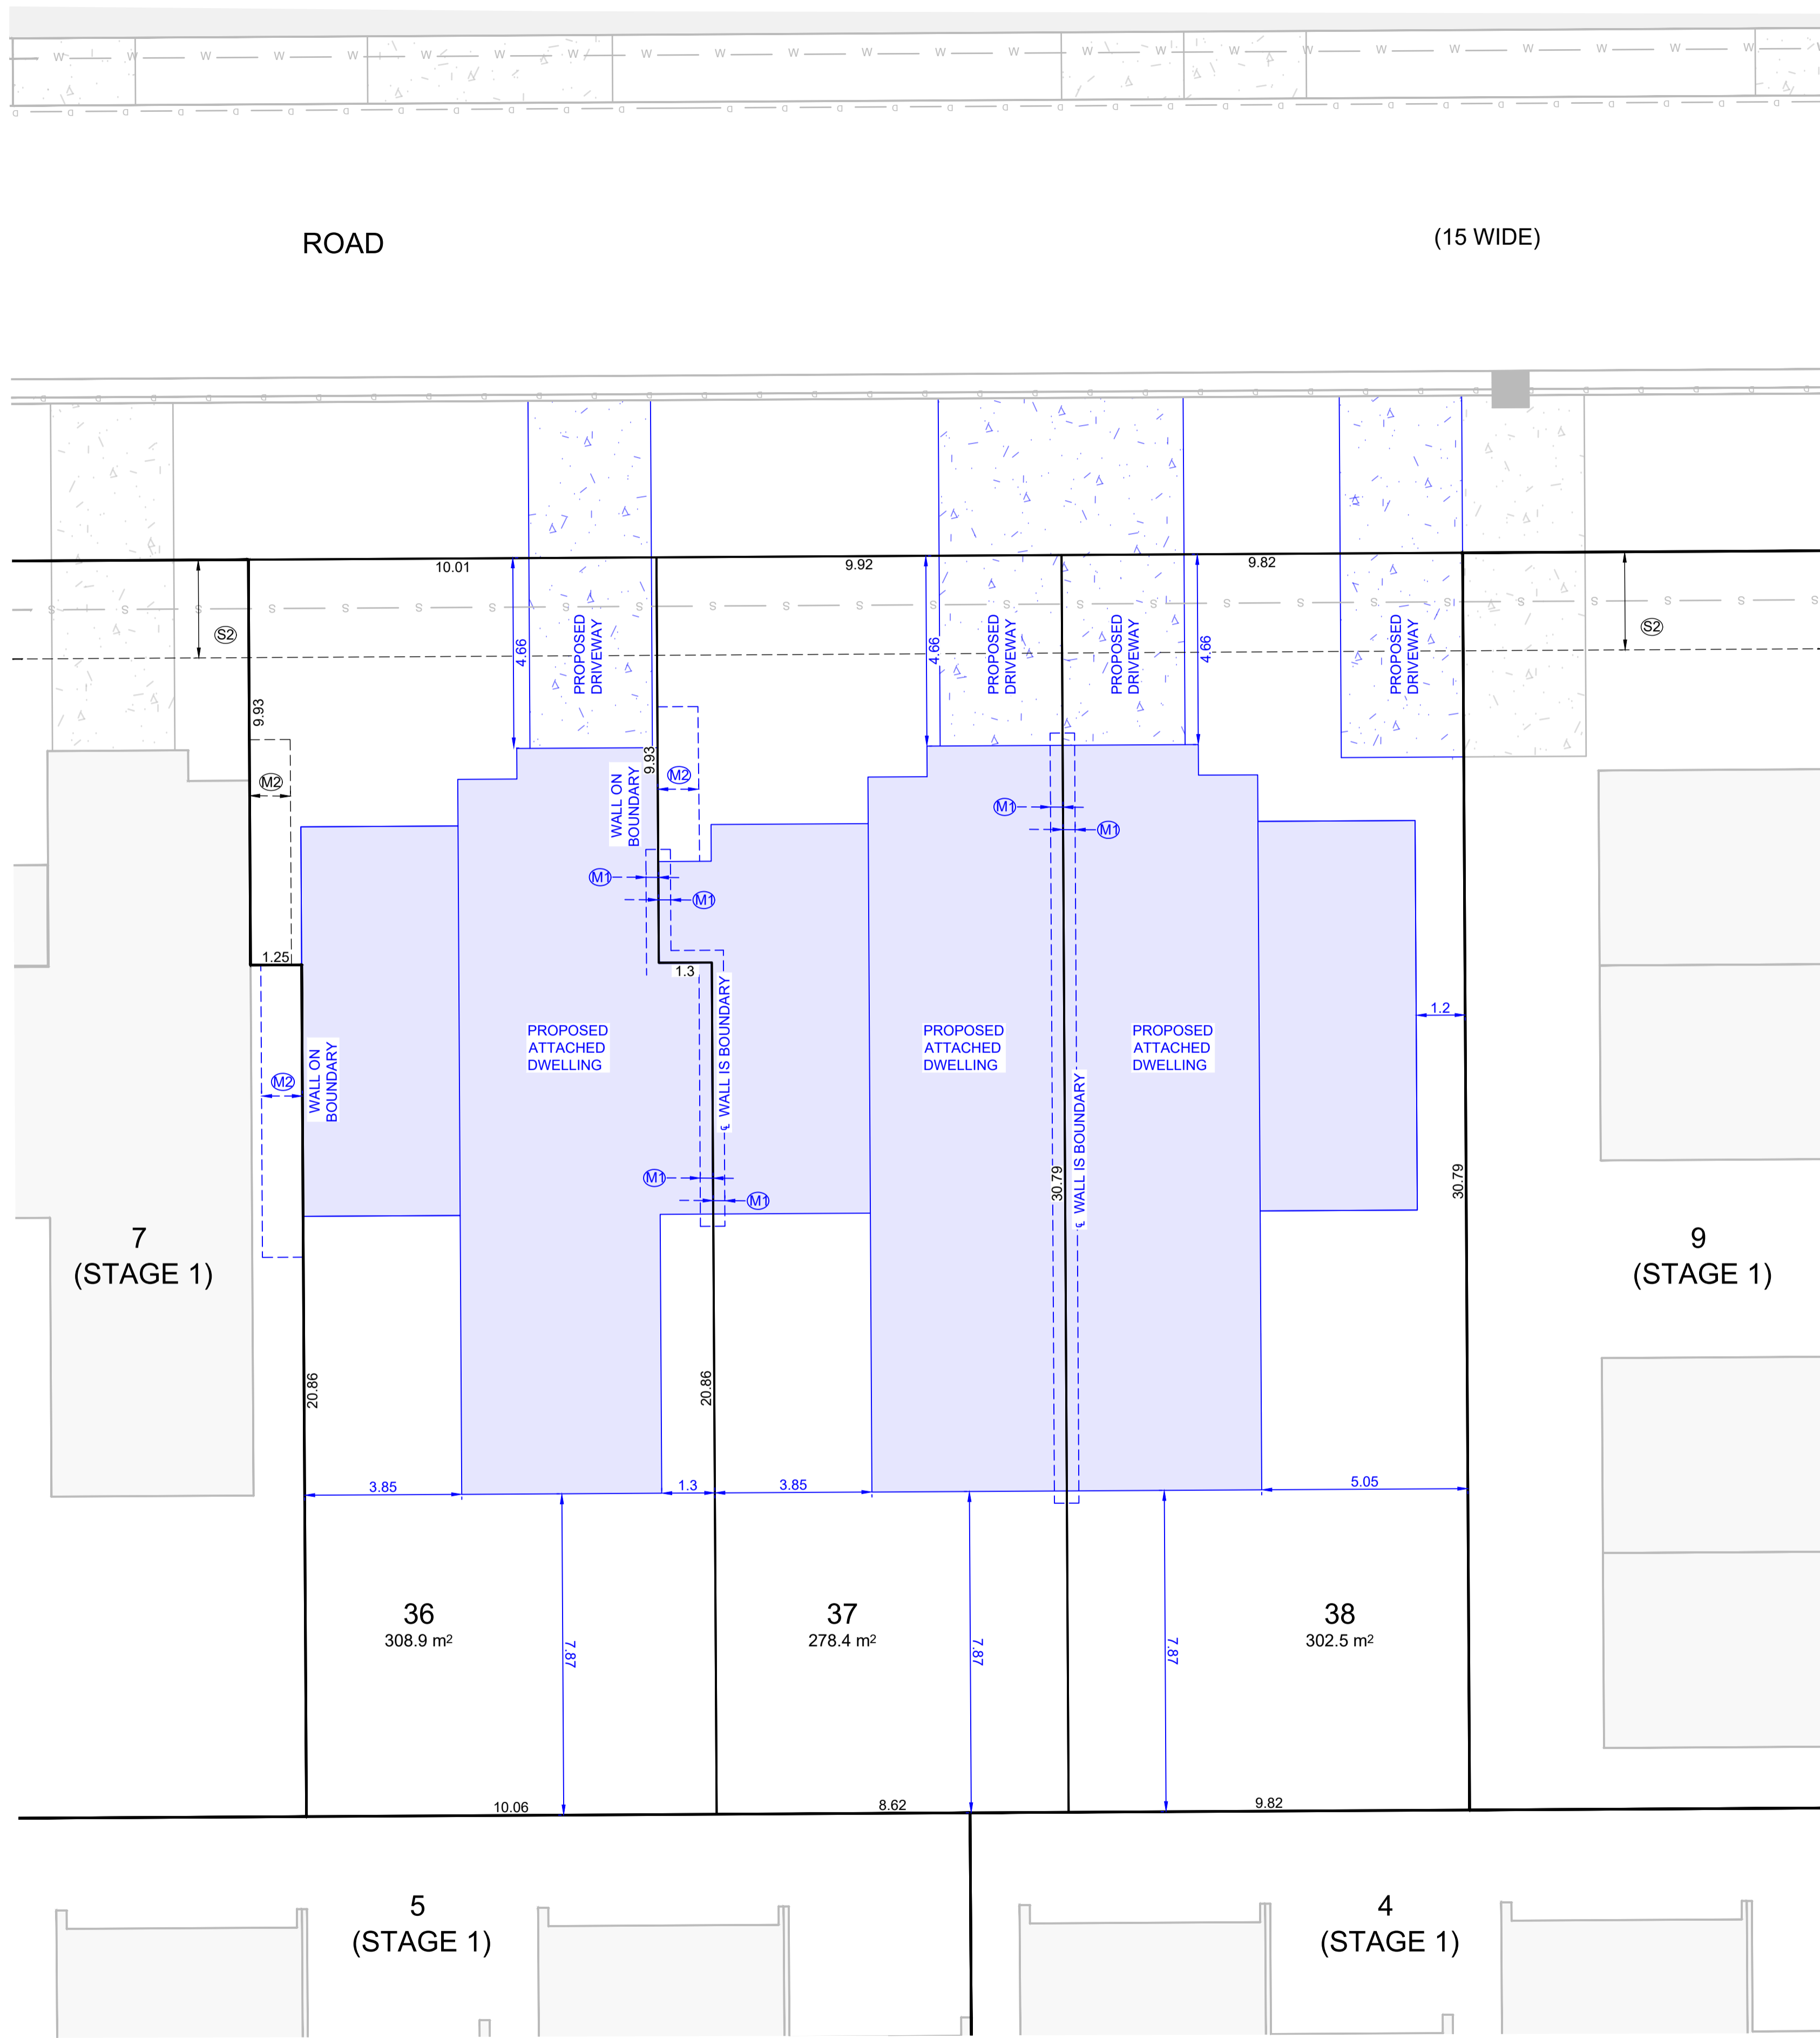 W W W W W W W W W W W W W W W W W W W W W W W W
D D D D D D D D D D D D D D D D D D D D D D D D D D D D D D D D
ROAD
(15 WIDE)
D D D D D D D D D D D D D D D D D D D D D D D D D D D D D D D D D
10.01
9.92
9.82
S S S S S S S S S S S S S S S S S S S S S S S S S
S2
S2
4.66
PROPOSED
DRIVEWAY
4.66
PROPOSED
DRIVEWAY
PROPOSED
DRIVEWAY
4.66
PROPOSED
DRIVEWAY
9.93
9.93
M2
M2
WALL ON
BOUNDARY
M1
M1
M1
M1
1.25
1.3
1.2
PROPOSED
ATTACHED
DWELLING
PROPOSED
ATTACHED
DWELLING
PROPOSED
ATTACHED
DWELLING
℄ WALL IS BOUNDARY
M2
WALL ON
BOUNDARY
℄ WALL IS BOUNDARY
M1
M1
30.79
30.79
7
(STAGE 1)
9
(STAGE 1)
20.86
20.86
3.85
1.3
3.85
5.05
36
308.9 m²
37
278.4 m²
38
302.5 m²
7.87
7.87
7.87
10.06
8.62
9.82
5
(STAGE 1)
4
(STAGE 1)